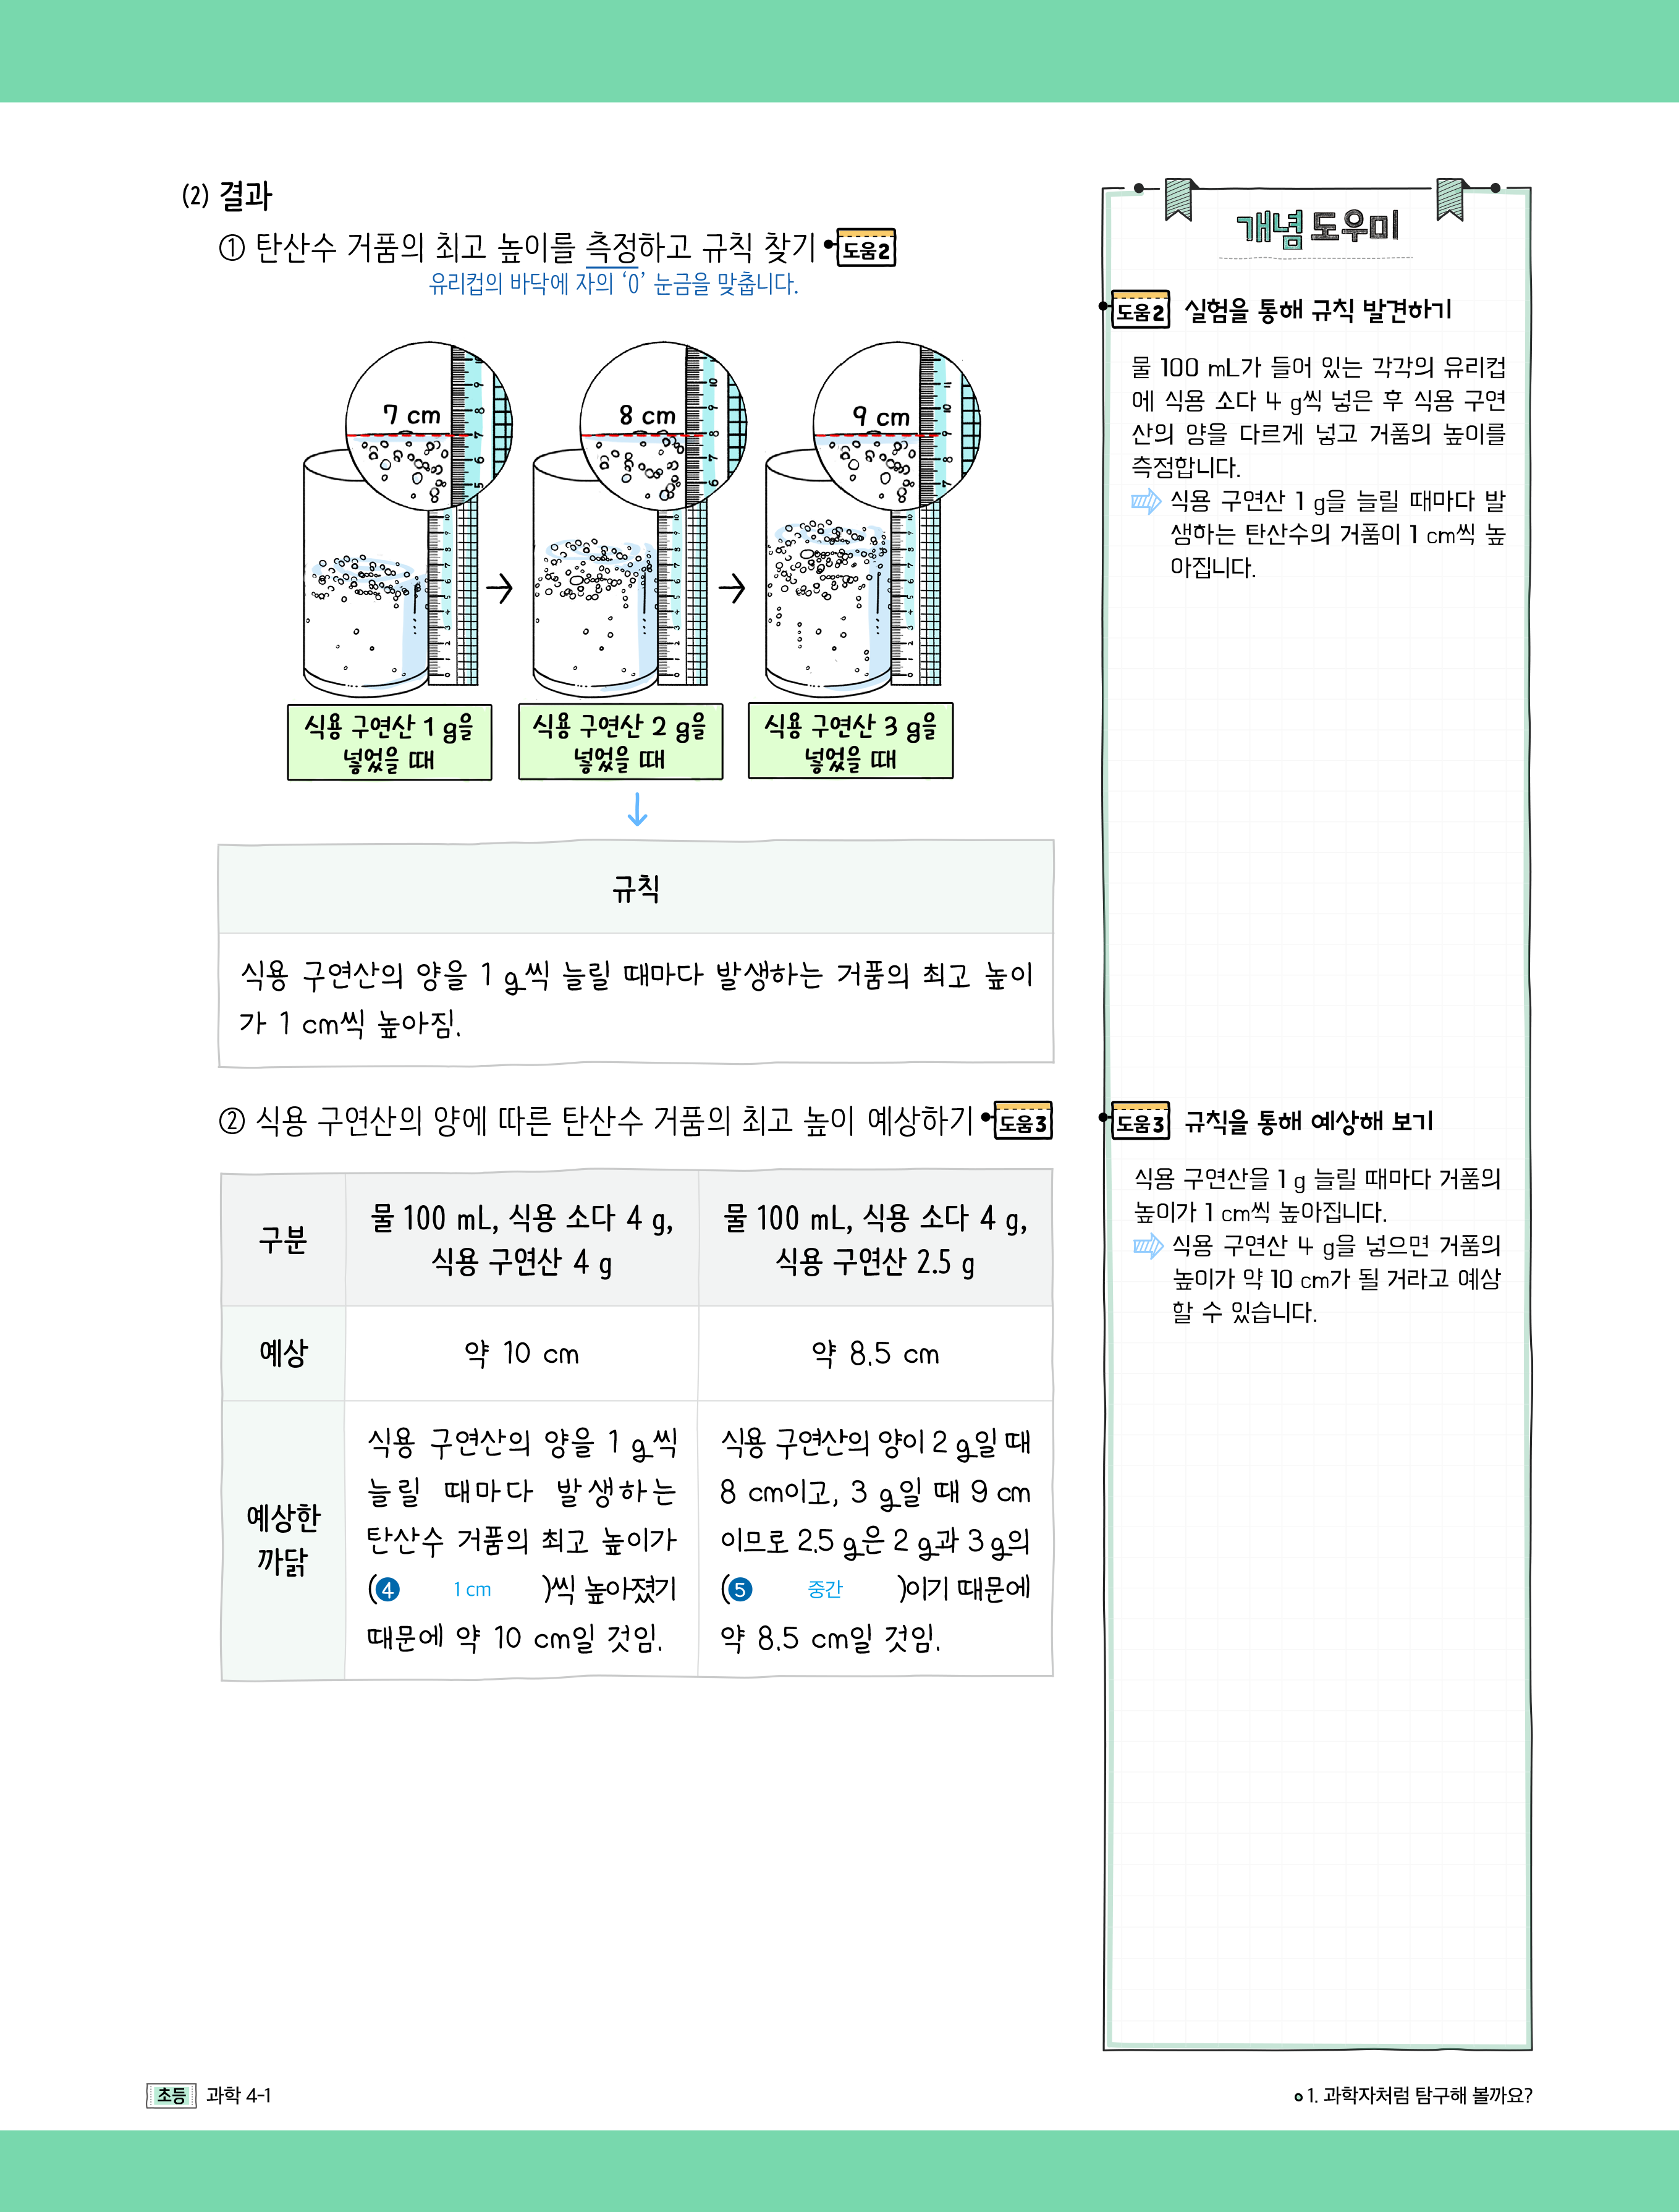 (2) 결과
① 탄산수 거품의 최고 높이를 측정하고 규칙 찾기 도움2
유리컵의 바닥에 자의 ‘0’ 눈금을 맞춥니다.
7 cm
8 cm
9 cm
식용 구연산 1 g을
넣었을 때
식용 구연산 2 g을
넣었을 때
식용 구연산 3 g을
넣었을 때
규칙
식용 구연산의 양을 1 g씩 늘릴 때마다 발생하는 거품의 최고 높이
가 1 cm씩 높아짐.
② 식용 구연산의 양에 따른 탄산수 거품의 최고 높이 예상하기 도움3
구분
물 100 mL, 식용 소다 4 g,
식용 구연산 4 g
물 100 mL, 식용 소다 4 g,
식용 구연산 2.5 g
예상
약 10 cm
약 8.5 cm
예상한
까닭
식용 구연산의 양을 1 g씩
늘릴 때마다 발생하는
탄산수 거품의 최고 높이가
(4 1 cm )씩 높아졌기
때문에 약 10 cm일 것임.
식용 구연산의 양이 2 g일 때
8 cm이고, 3 g일 때 9 cm
이므로 2.5 g은 2 g과 3 g의
(5 중간 )이기 때문에
약 8.5 cm일 것임.
개념 도우미
도움2 실험을 통해 규칙 발견하기
물 100 mL가 들어 있는 각각의 유리컵
에 식용 소다 4 g씩 넣은 후 식용 구연
산의 양을 다르게 넣고 거품의 높이를
측정합니다.
식용 구연산 1 g을 늘릴 때마다 발
생하는 탄산수의 거품이 1 cm씩 높
아집니다.
도움3 규칙을 통해 예상해 보기
식용 구연산을 1 g 늘릴 때마다 거품의
높이가 1 cm씩 높아집니다.
식용 구연산 4 g을 넣으면 거품의
높이가 약 10 cm가 될 거라고 예상
할 수 있습니다.
초등 과학 4-1
1. 과학자처럼 탐구해 볼까요?